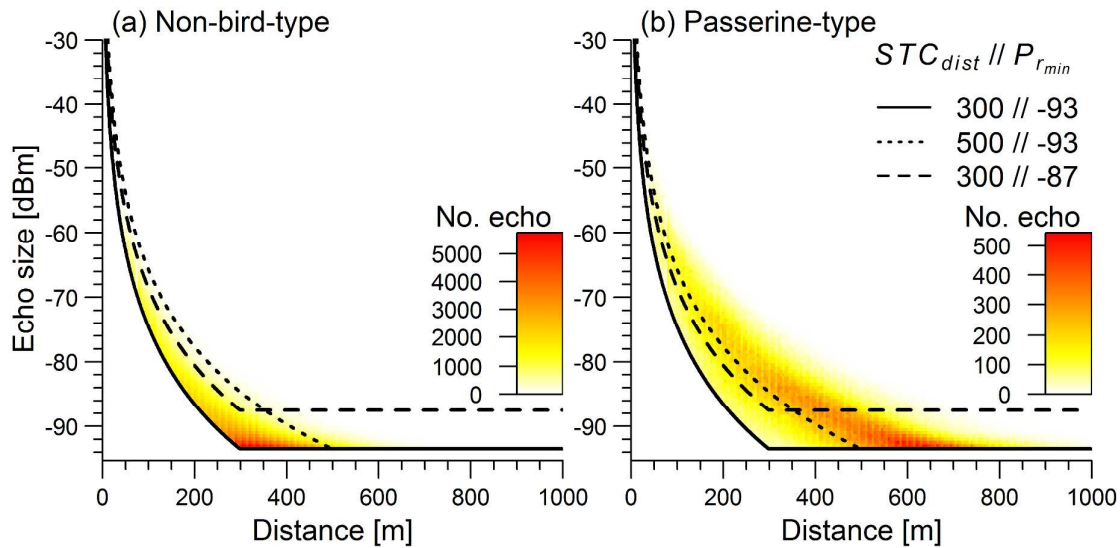 (a) Non-bird-type
(b) Passerine-type
Echo size [dBm]
-30
-40
-50
-60
-70
-80
-90
No. echo
5000
4000
3000
2000
1000
0
0 200 400 600 800 1000
Distance [m]
-30
-40
-50
-60
-70
-80
-90
STC_dist // P_r_min
300 // -93
500 // -93
300 // -87
No. echo
500
400
300
200
100
0
0 200 400 600 800 1000
Distance [m]